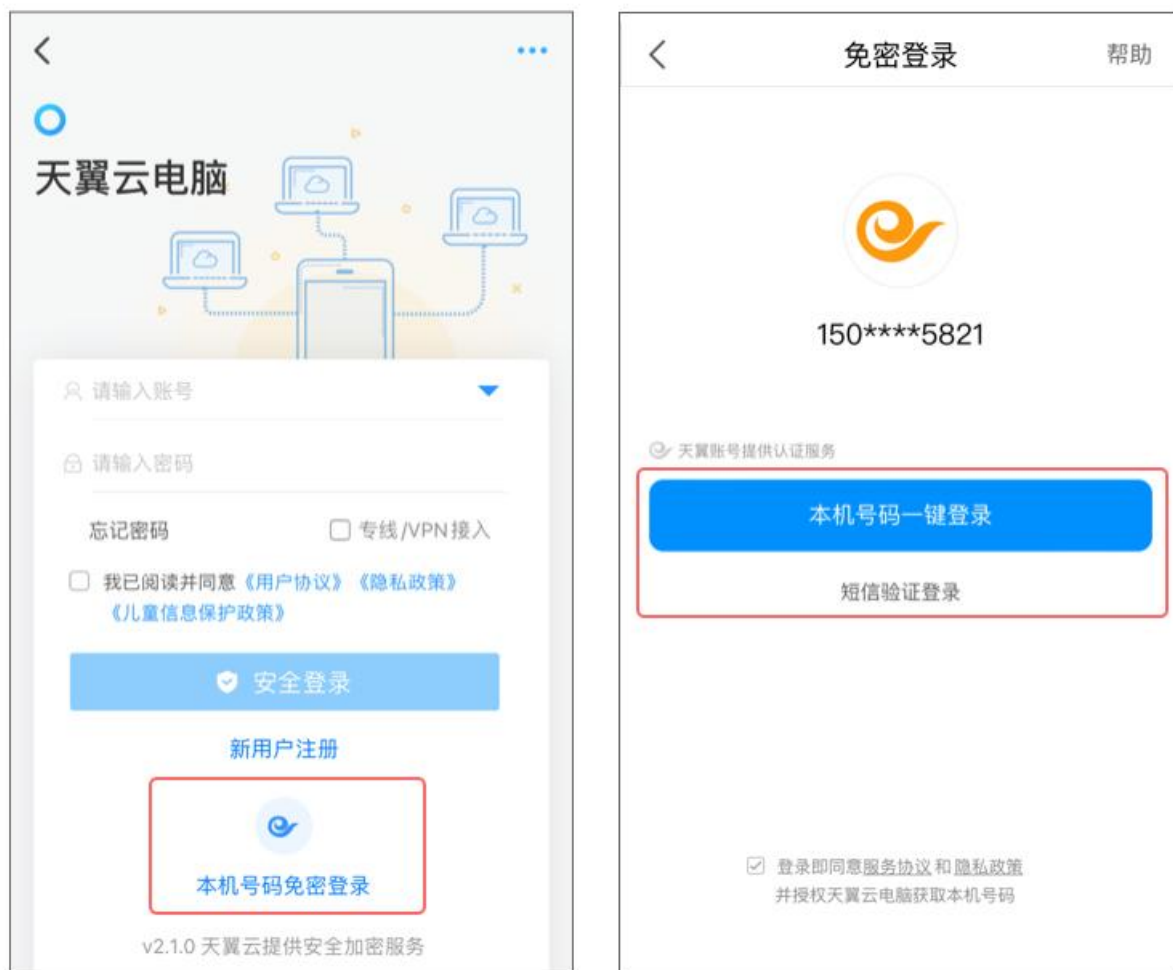 天翼云电脑
请输入账号
请输入密码
忘记密码 专线/VPN接入
我已阅读并同意《用户协议》《隐私政策》
《儿童信息保护政策》
安全登录
新用户注册
本机号码免密登录
v2.1.0 天翼云提供安全加密服务
免密登录 帮助
150****5821
天翼账号提供认证服务
本机号码一键登录
短信验证登录
登录即同意服务协议和隐私政策
并授权天翼云电脑获取本机号码